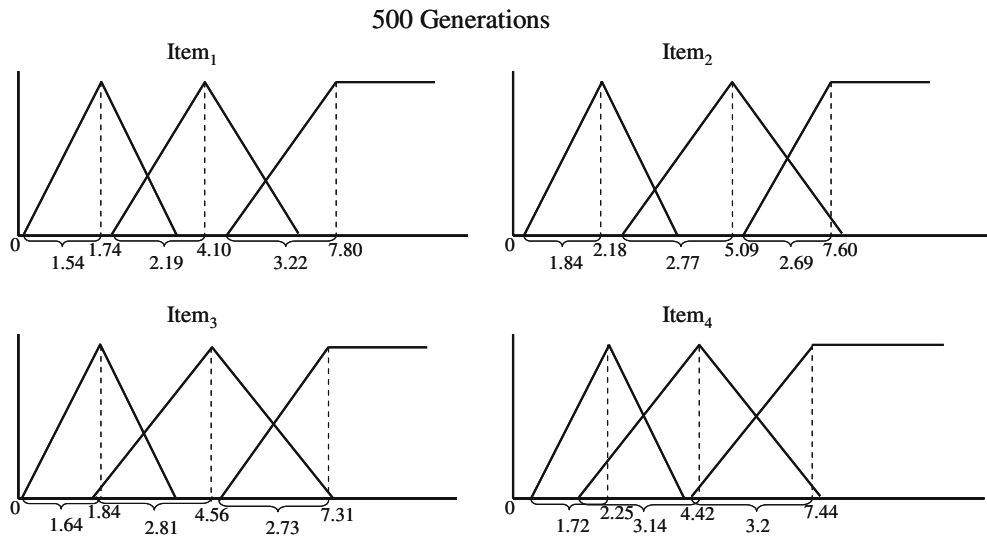 500 Generations
Item1
Item2
0 1.74 4.10 7.80
1.54 2.19 3.22
0 2.18 5.09 7.60
1.84 2.77 2.69
Item3
Item4
0 1.84 4.56 7.31
1.64 2.81 2.73
0 2.25 4.42 7.44
1.72 3.14 3.2